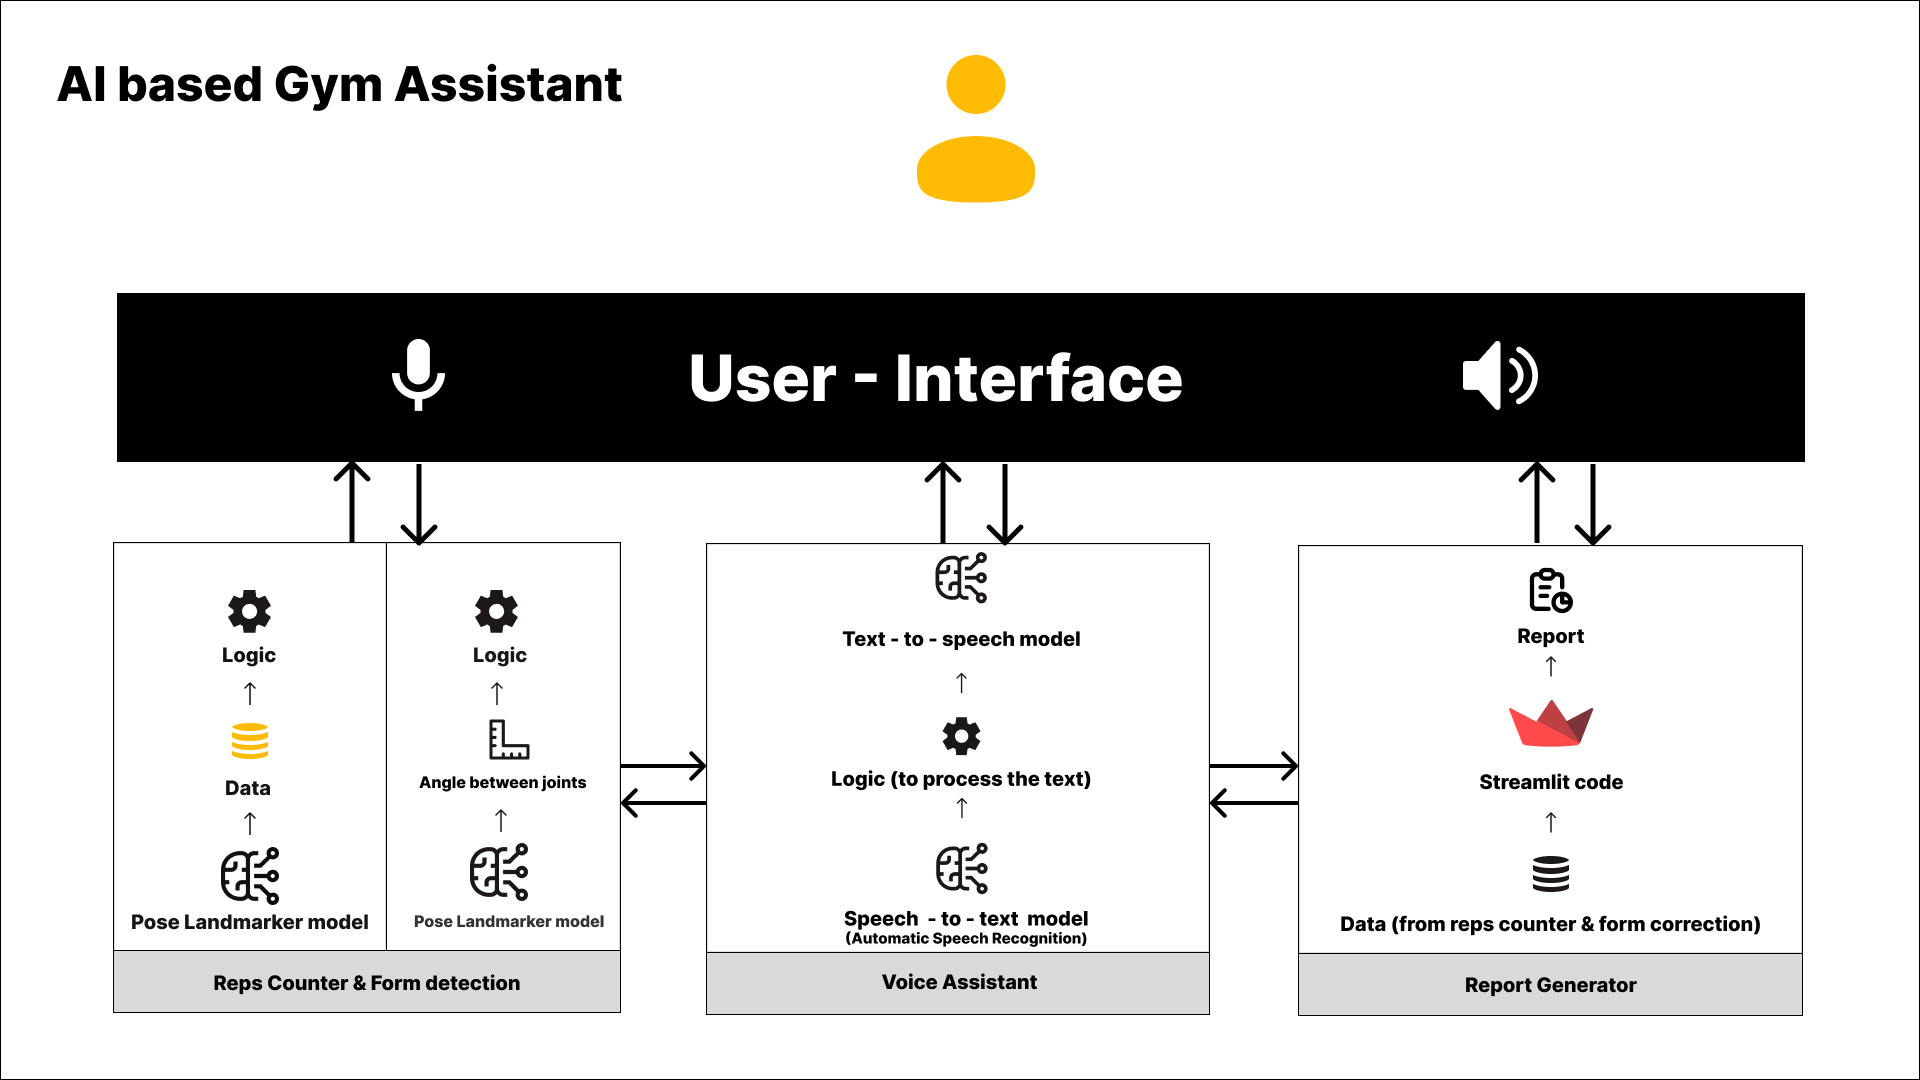 AI based Gym Assistant
User - Interface
Logic
Data
Pose Landmarker model
Logic
Angle between joints
Pose Landmarker model
Reps Counter & Form detection
Text - to - speech model
Logic (to process the text)
Speech - to - text model
(Automatic Speech Recognition)
Voice Assistant
Report
Streamlit code
Data (from reps counter & form correction)
Report Generator